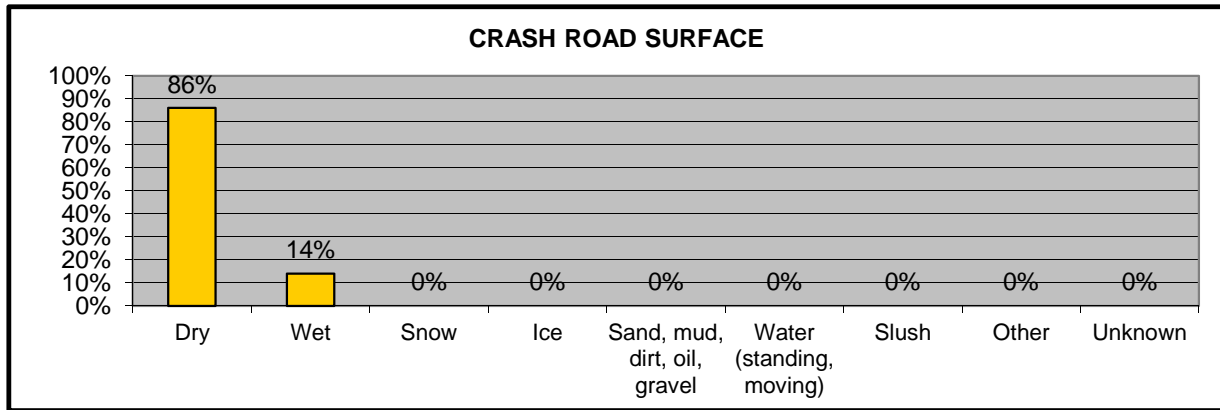 CRASH ROAD SURFACE
100%
90%
80%
70%
60%
50%
40%
30%
20%
10%
0%
86%
14%
0%
0%
0%
0%
0%
0%
0%
Dry
Wet
Snow
Ice
Sand, mud,
dirt, oil,
gravel
Water
(standing,
moving)
Slush
Other
Unknown